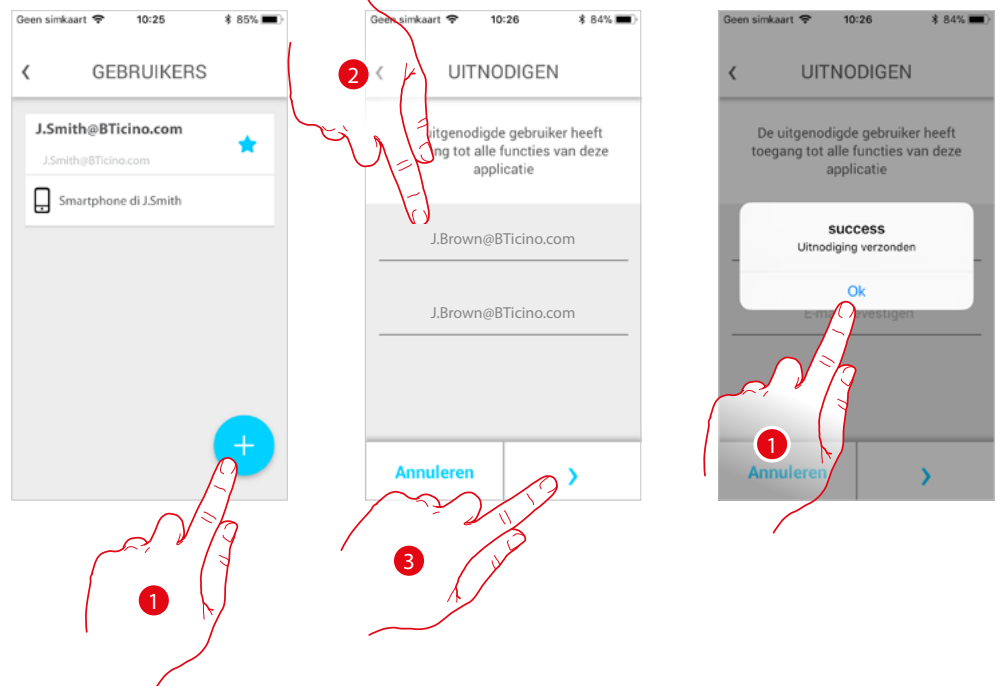 Geen simkaart 10:25 85%
GEBRUIKERS
J.Smith@BTicino.com
J.Smith@BTicino.com
Smartphone di J.Smith
+
1
Geen simkaart 10:26 84%
2
UITNODIGEN
uitgenodigde gebruiker heeft
ng tot alle functies van deze
applicatie
J.Brown@BTicino.com
J.Brown@BTicino.com
Annuleren
3
Geen simkaart 10:26 84%
UITNODIGEN
De uitgenodigde gebruiker heeft
toegang tot alle functies van deze
applicatie
success
Uitnodiging verzonden
Ok
1
Annuleren